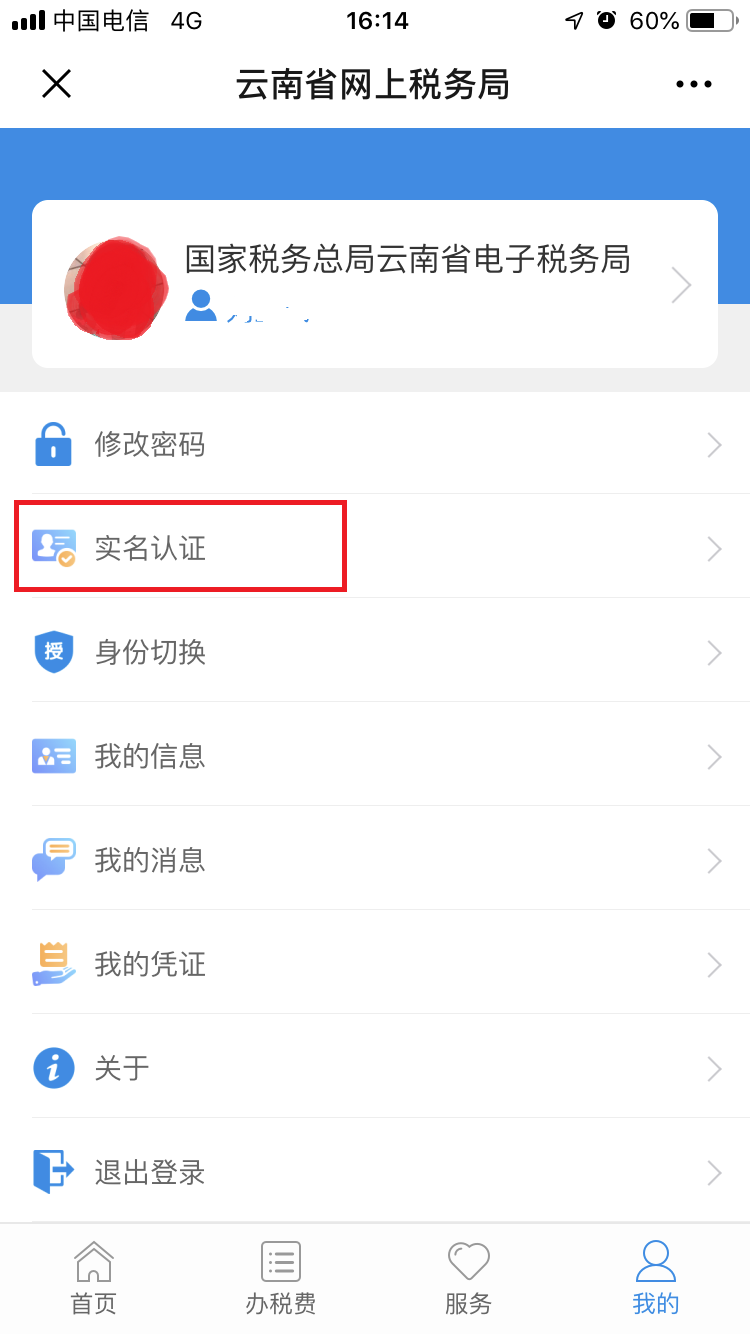 中国电信 4G 16:14 60%
云南省网上税务局
国家税务总局云南省电子税务局
修改密码
实名认证
授 身份切换
我的信息
我的消息
我的凭证
关于
退出登录
首页 办税费 服务 我的